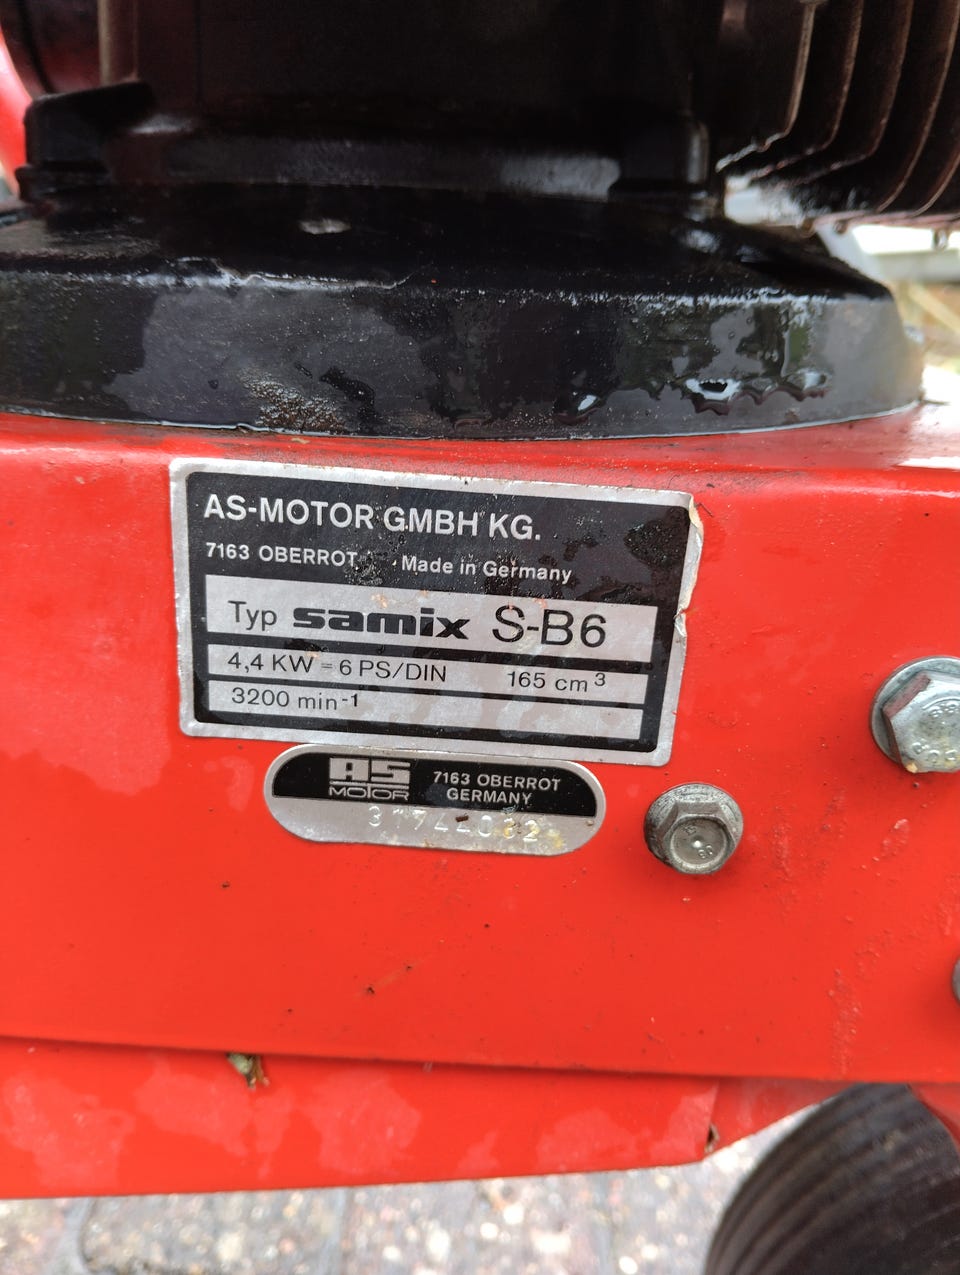 AS-MOTOR GMBH KG.
7163 OBERROT. Made in Germany
Typ samix S-B6
4,4 KW = 6 PS/DIN 165 cm³
3200 min⁻¹
AS MOTOR 7163 OBERROT
GERMANY